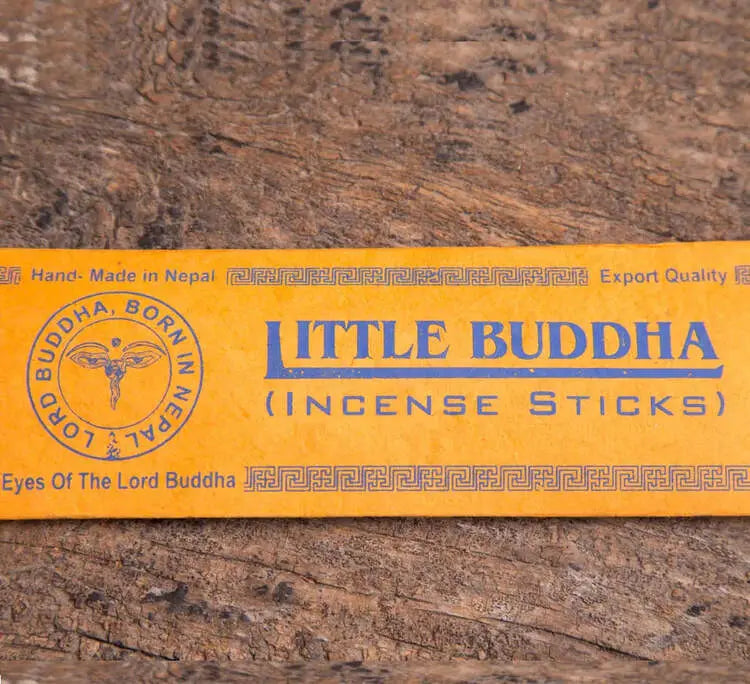 Hand- Made in Nepal
Export Quality
LORD BUDDHA, BORN IN NEPAL
LITTLE BUDDHA
(INCENSE STICKS)
Eyes Of The Lord Buddha